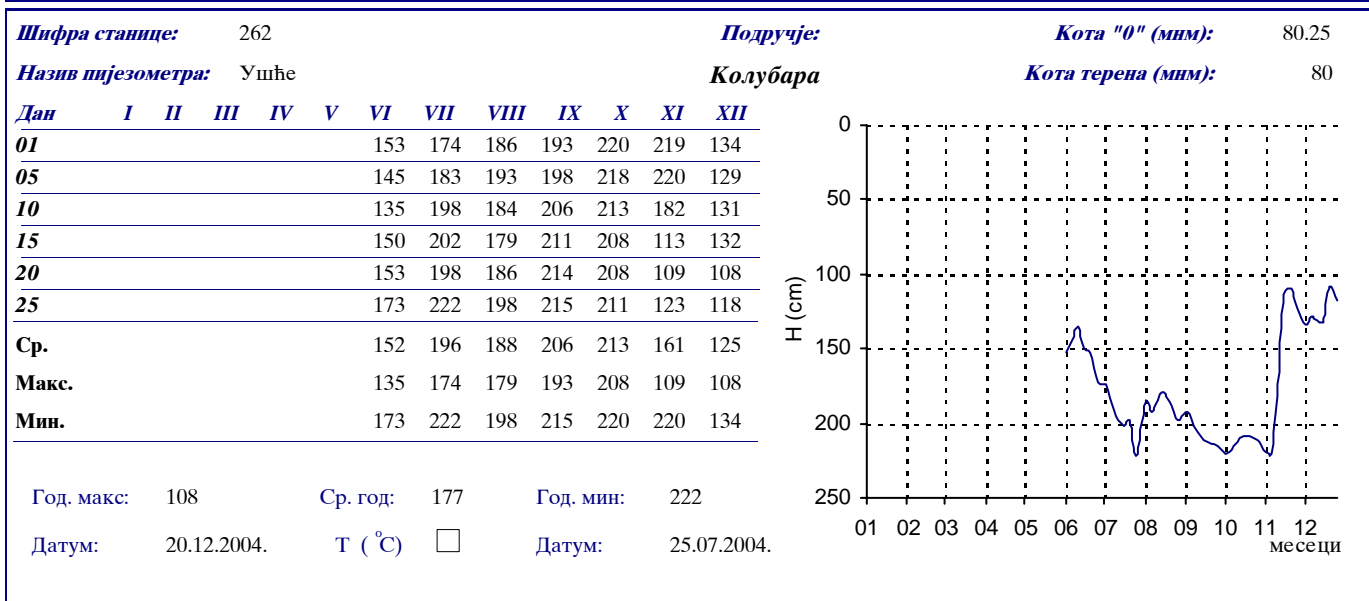 Шифра станице: 262 Подручје: Кота "0" (мнм): 80.25
Назив пијезометра: Ушће Колубара Кота терена (мнм): 80
Дан I II III IV V VI VII VIII IX X XI XII
01 153 174 186 193 220 219 134
05 145 183 193 198 218 220 129
10 135 198 184 206 213 182 131
15 150 202 179 211 208 113 132
20 153 198 186 214 208 109 108
25 173 222 198 215 211 123 118
Ср. 152 196 188 206 213 161 125
Макс. 135 174 179 193 208 109 108
Мин. 173 222 198 215 220 220 134
Год. макс: 108 Ср. год: 177 Год. мин: 222
Датум: 20.12.2004. Т ( °C) Датум: 25.07.2004.
H (cm)
0
50
100
150
200
250
01 02 03 04 05 06 07 08 09 10 11 12
месеци